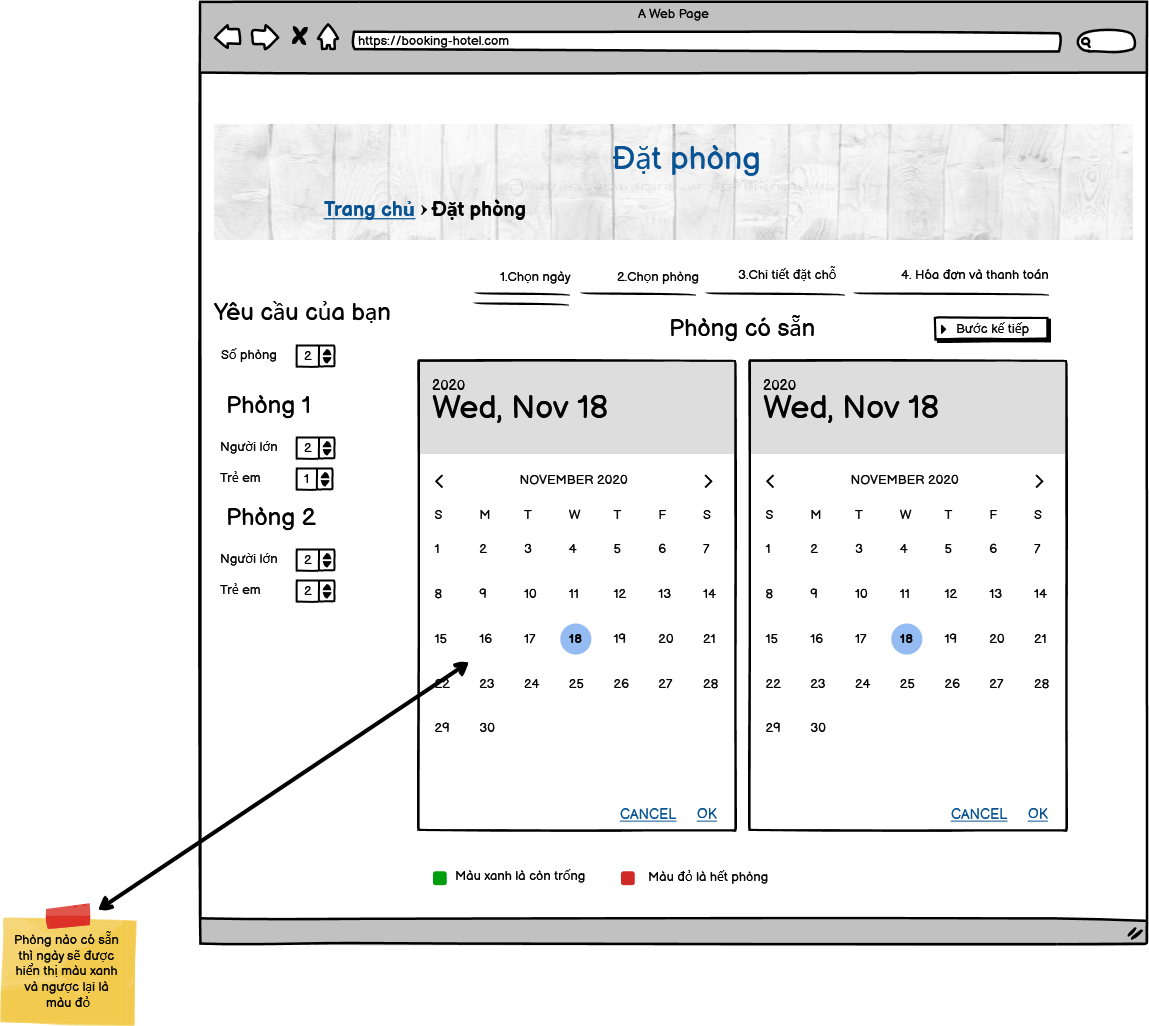 A Web Page
https://booking-hotel.com
Đặt phòng
Trang chủ › Đặt phòng
1.Chọn ngày
2.Chọn phòng
3.Chi tiết đặt chỗ
4. Hóa đơn và thanh toán
Yêu cầu của bạn
Số phòng 2
Phòng 1
Người lớn 2
Trẻ em 1
Phòng 2
Người lớn 2
Trẻ em 2
Phòng có sẵn
Bước kế tiếp
2020
Wed, Nov 18
NOVEMBER 2020
S M T W T F S
1 2 3 4 5 6 7
8 9 10 11 12 13 14
15 16 17 18 19 20 21
22 23 24 25 26 27 28
29 30
CANCEL OK
2020
Wed, Nov 18
NOVEMBER 2020
S M T W T F S
1 2 3 4 5 6 7
8 9 10 11 12 13 14
15 16 17 18 19 20 21
22 23 24 25 26 27 28
29 30
CANCEL OK
Màu xanh là còn trống
Màu đỏ là hết phòng
Phòng nào có sẵn
thì ngày sẽ được
hiển thị màu xanh
và ngược lại là
màu đỏ